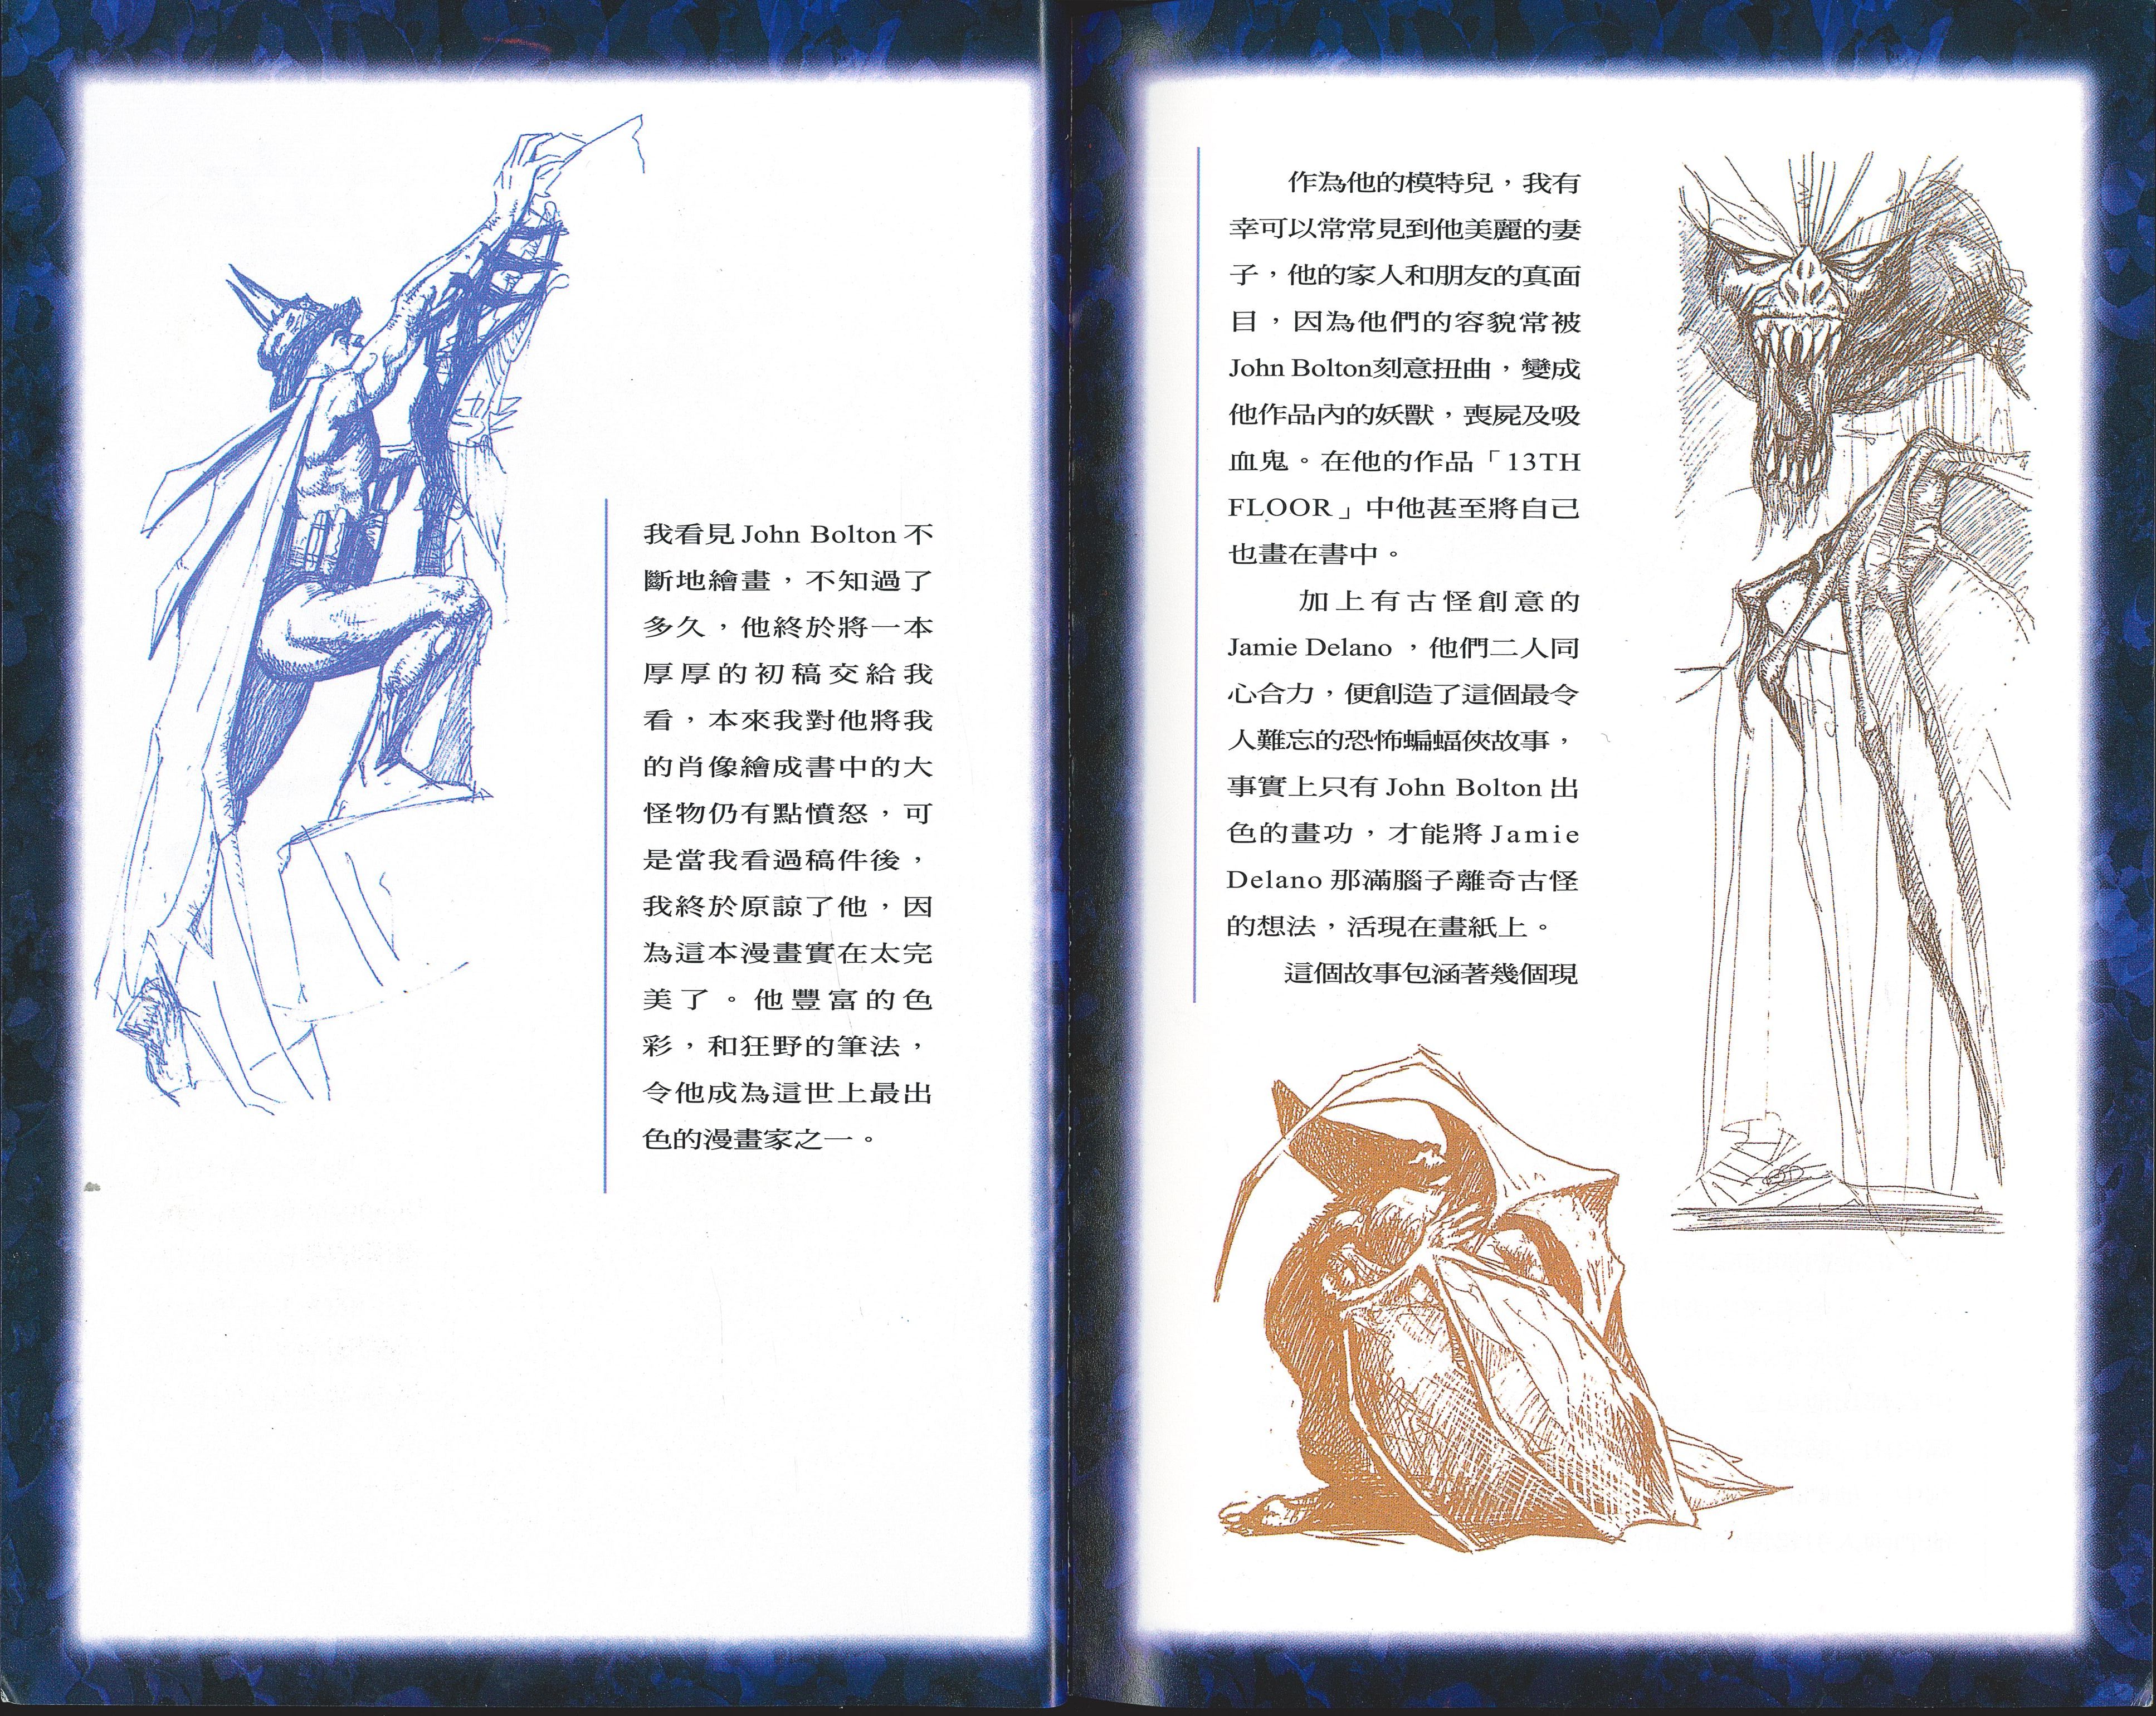 我看見John Bolton不
斷地繪畫，不知過了
多久，他終於將一本
厚厚的初稿交給我
看，本來我對他將我
的肖像繪成書中的大
怪物仍有點憤怒，可
是當我看過稿件後，
我終於原諒了他，因
為這本漫畫實在太完
美了。他豐富的色
彩，和狂野的筆法，
令他成為這世上最出
色的漫畫家之一。
作為他的模特兒，我有
幸可以常常見到他美麗的妻
子，他的家人和朋友的真面
目，因為他們的容貌常被
John Bolton刻意扭曲，變成
他作品內的妖獸，喪屍及吸
血鬼。在他的作品「13TH
FLOOR」中他甚至將自己
也畫在書中。
加上有古怪創意的
Jamie Delano，他們二人同
心合力，便創造了這個最令
人難忘的恐怖蝙蝠俠故事，
事實上只有John Bolton出
色的畫功，才能將Jamie
Delano那滿腦子離奇古怪
的想法，活現在畫紙上。
這個故事包涵著幾個現